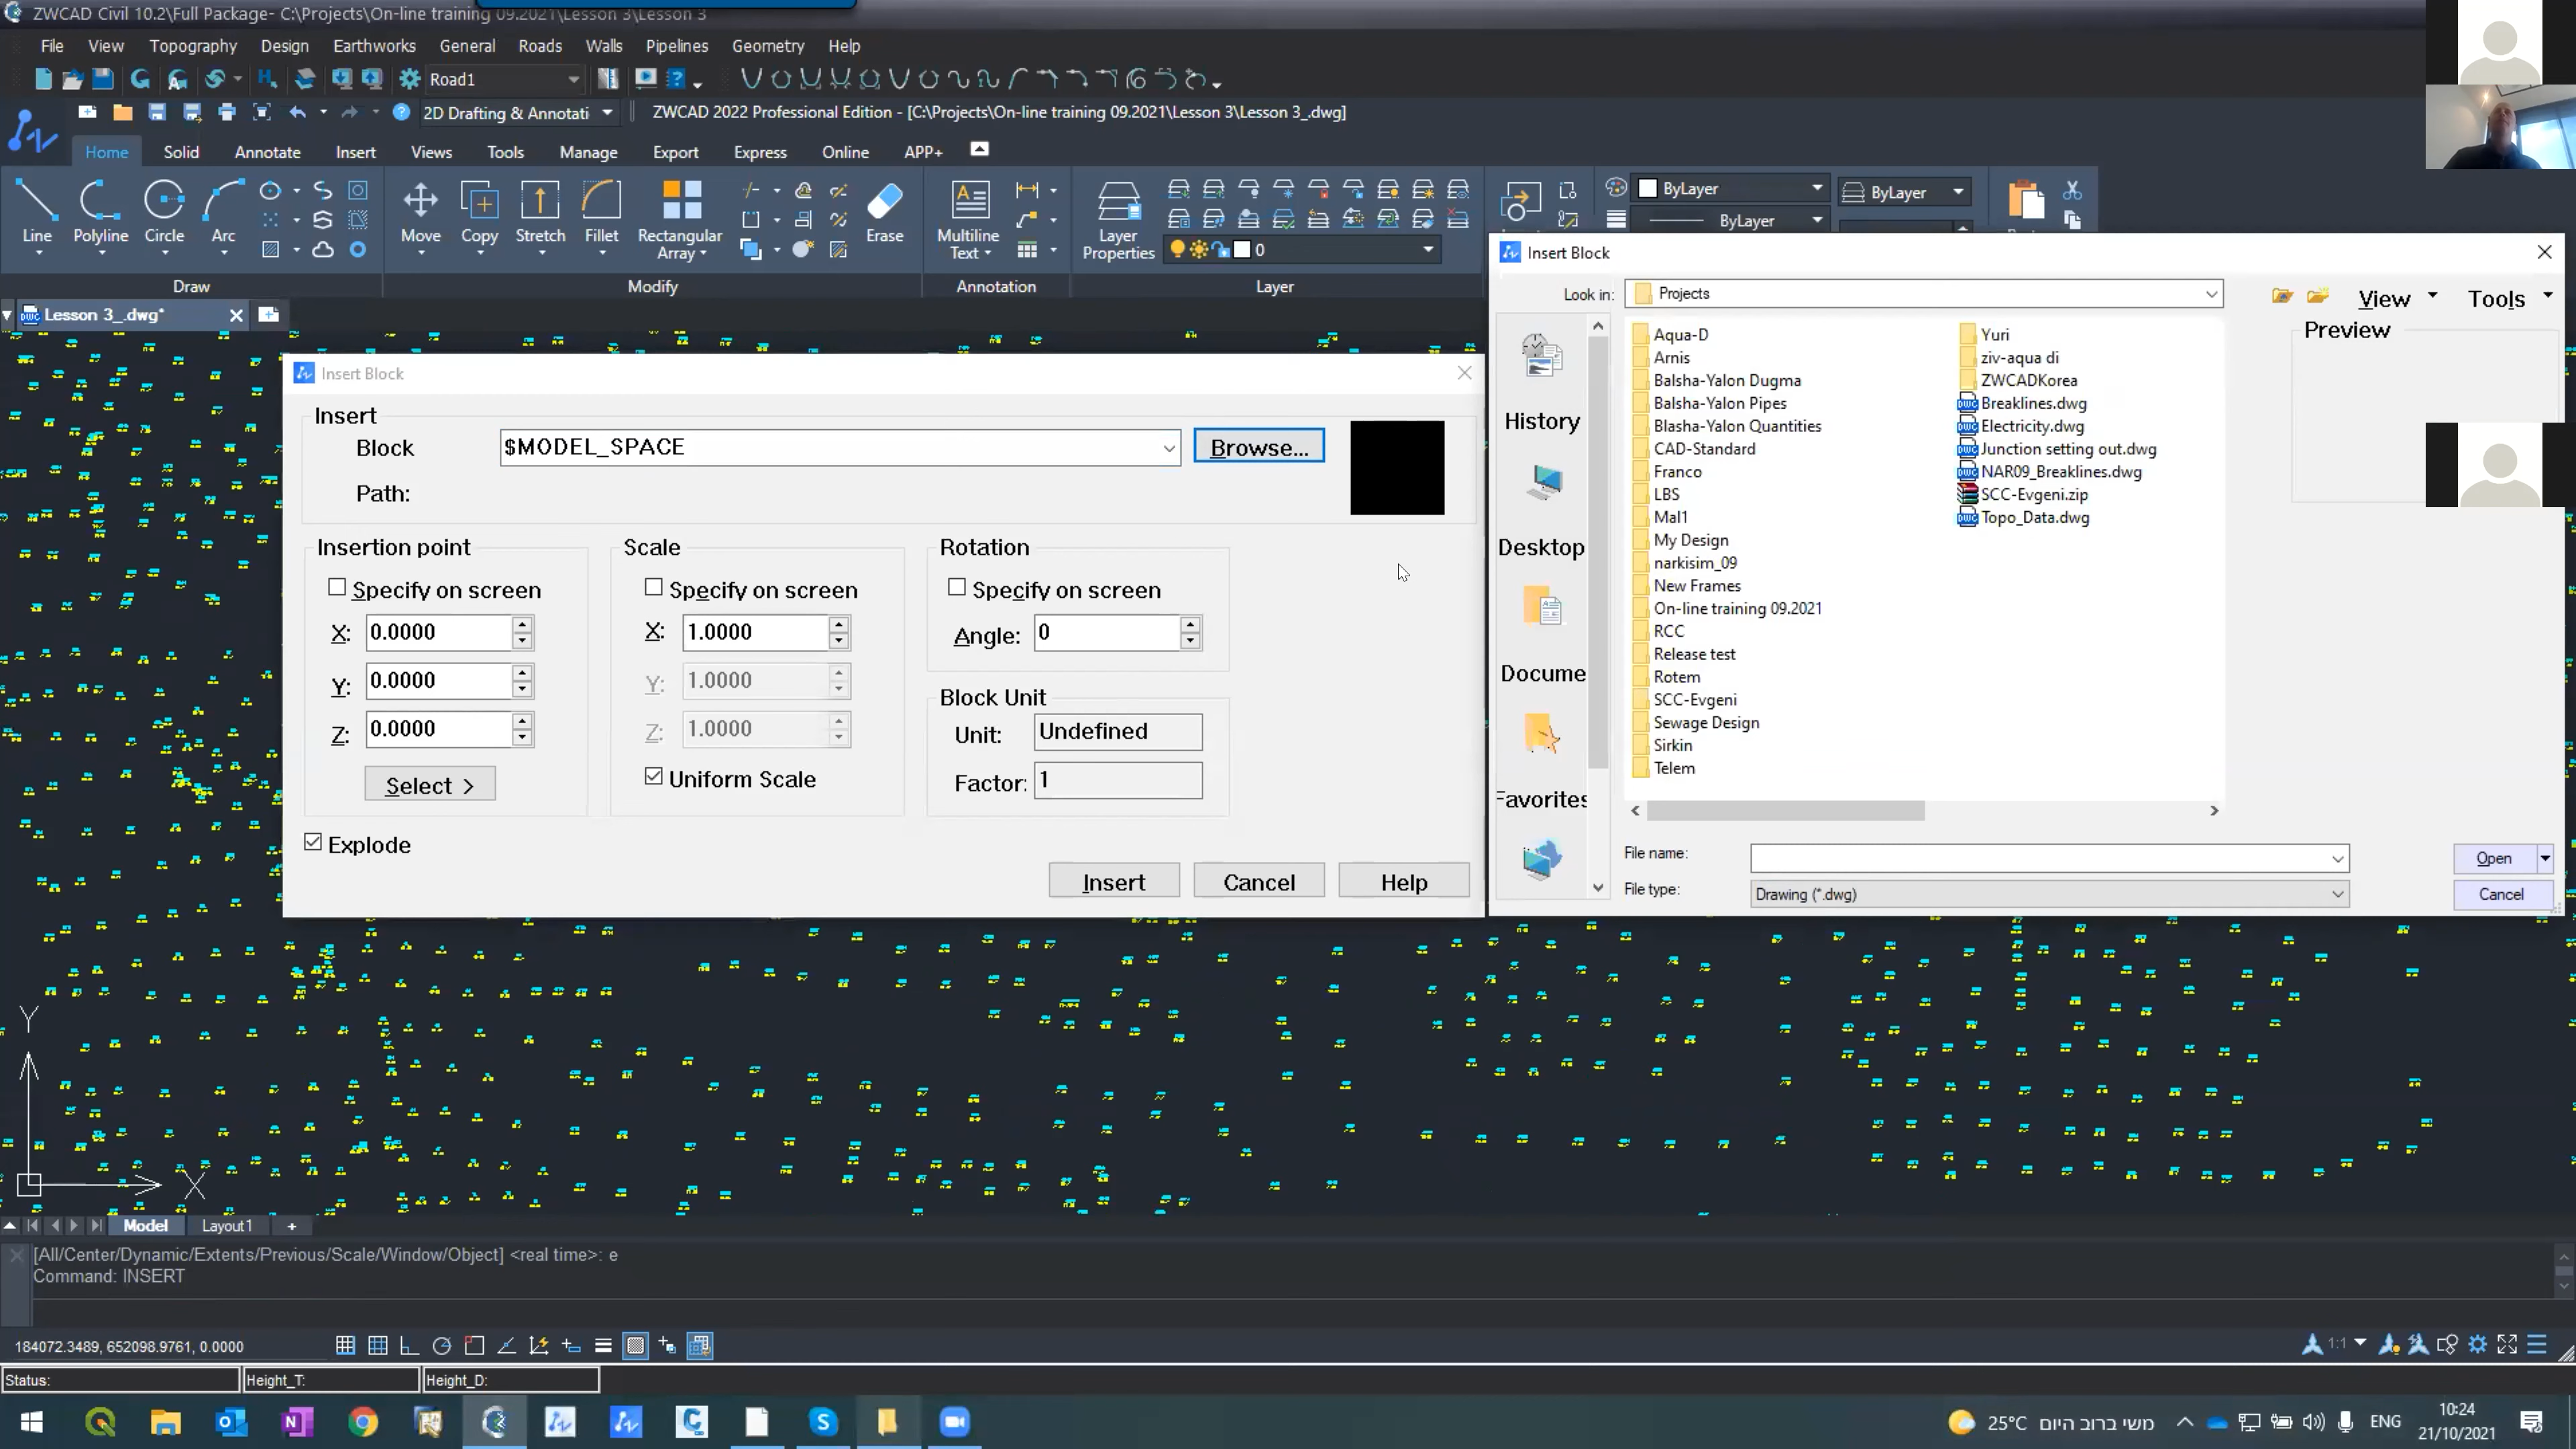 ZWCAD Civil 10.2\Full Package- C:\Projects\On-line training 09.2021\Lesson 3\Lesson 3
File View Topography Design Earthworks General Roads Walls Pipelines Geometry Help
Road1
2D Drafting & Annotati
ZWCAD 2022 Professional Edition - [C:\Projects\On-line training 09.2021\Lesson 3\Lesson 3_.dwg]
Home Solid Annotate Insert Views Tools Manage Export Express Online APP+
Line Polyline Circle Arc
Move Copy Stretch Fillet Rectangular Array Erase
Multiline Text
Layer Properties
0
ByLayer ByLayer
ByLayer
Draw Modify Annotation Layer
Lesson 3_.dwg*
Insert Block
Insert
Block $MODEL_SPACE Browse...
Path:
Insertion point Scale Rotation
Specify on screen Specify on screen Specify on screen
X: 0.0000 X: 1.0000 Angle: 0
Y: 0.0000 Y: 1.0000
Z: 0.0000 Z: 1.0000
Block Unit
Unit: Undefined
Factor: 1
Select > Uniform Scale
Explode
Insert Cancel Help
Insert Block
Look in: Projects View Tools
Preview
History
Desktop
Docume
Favorites
Aqua-D
Arnis
Balsha-Yalon Dugma
Balsha-Yalon Pipes
Blasha-Yalon Quantities
CAD-Standard
Franco
LBS
Mal1
My Design
narkisim_09
New Frames
On-line training 09.2021
RCC
Release test
Rotem
SCC-Evgeni
Sewage Design
Sirkin
Telem
Yuri
ziv-aqua di
ZWCADKorea
Breaklines.dwg
Electricity.dwg
Junction setting out.dwg
NAR09_Breaklines.dwg
SCC-Evgeni.zip
Topo_Data.dwg
File name: Open
File type: Drawing (*.dwg) Cancel
Y
X
Model Layout1 +
[All/Center/Dynamic/Extents/Previous/Scale/Window/Object] <real time>: e
Command: INSERT
184072.3489, 652098.9761, 0.0000
1:1
Status: Height_T: Height_D:
25°C משי ברוב היום ENG 10:24
21/10/2021